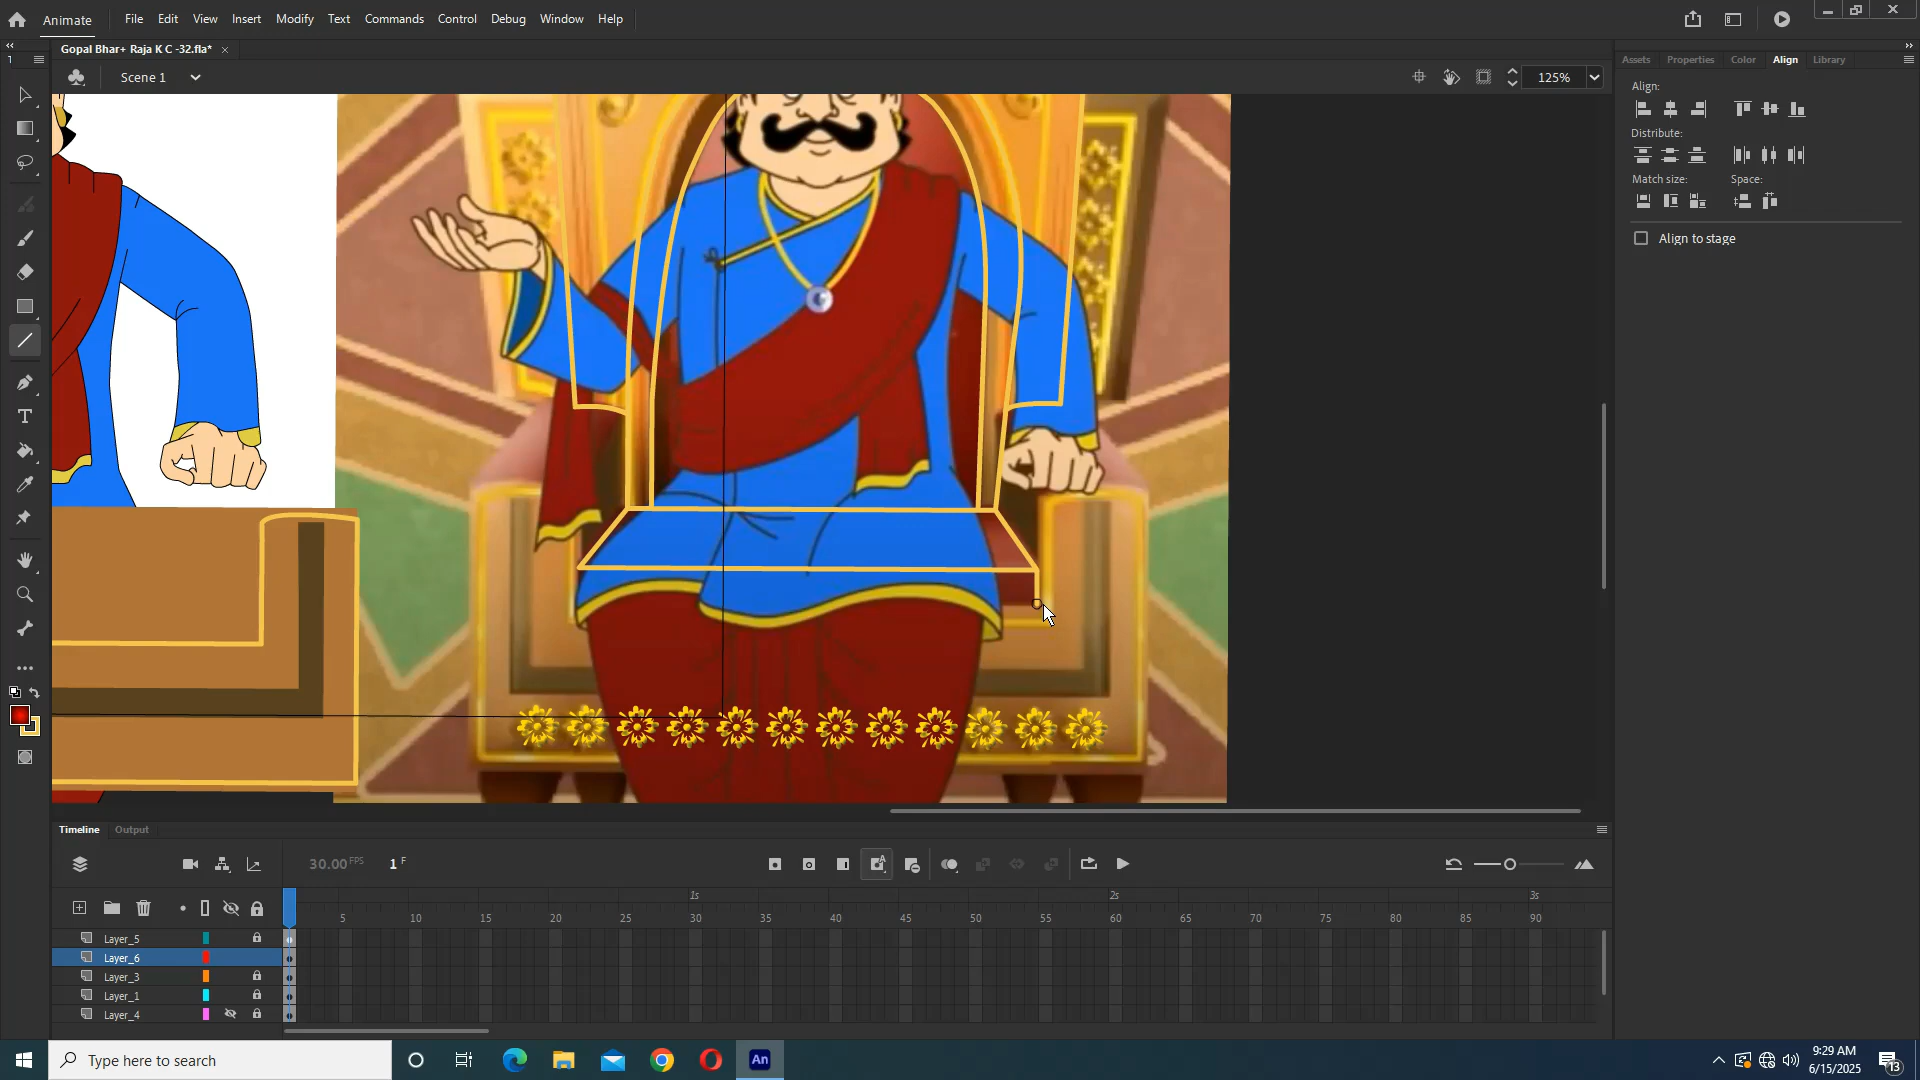 Animate
File Edit View Insert Modify Text Commands Control Debug Window Help
Gopal Bhar+ Raja K C -32.fla* ×
Scene 1
125%
Assets Properties Color Align Library
Align:
Distribute:
Match size: Space:
Align to stage
Timeline Output
30.00 FPS 1 F
1s 2s 3s
5 10 15 20 25 30 35 40 45 50 55 60 65 70 75 80 85 90
Layer_5
Layer_6
Layer_3
Layer_1
Layer_4
Type here to search
An
9:29 AM
6/15/2025
13